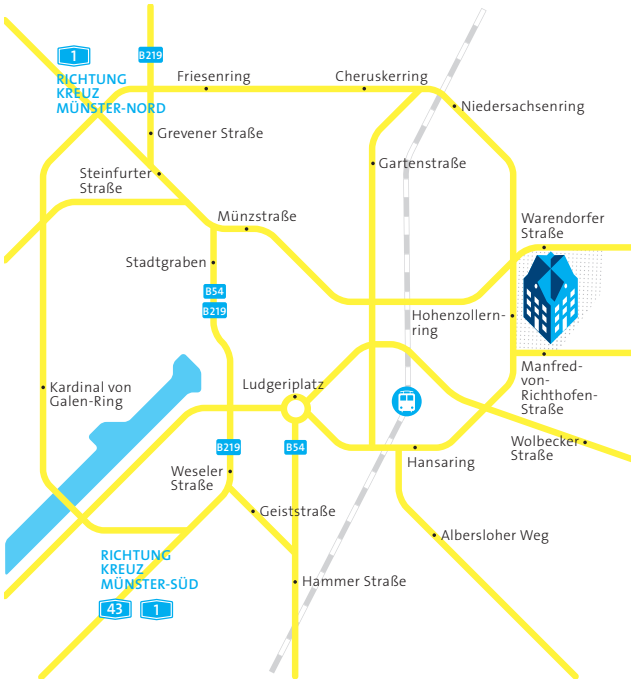 1
B219
RICHTUNG
KREUZ
MÜNSTER-NORD
Friesenring
Cheruskerring
Niedersachsenring
Grevener Straße
Gartenstraße
Steinfurter
Straße
Münzstraße
Warendorfer
Straße
Stadtgraben
B54
B219
Hohenzollern-
ring
Kardinal von
Galen-Ring
Ludgeriplatz
Manfred-
von-
Richthofen-
Straße
B219
B54
Wolbecker
Straße
Hansaring
Weseler
Straße
Geiststraße
Albersloher Weg
RICHTUNG
KREUZ
MÜNSTER-SÜD
Hammer Straße
43
1